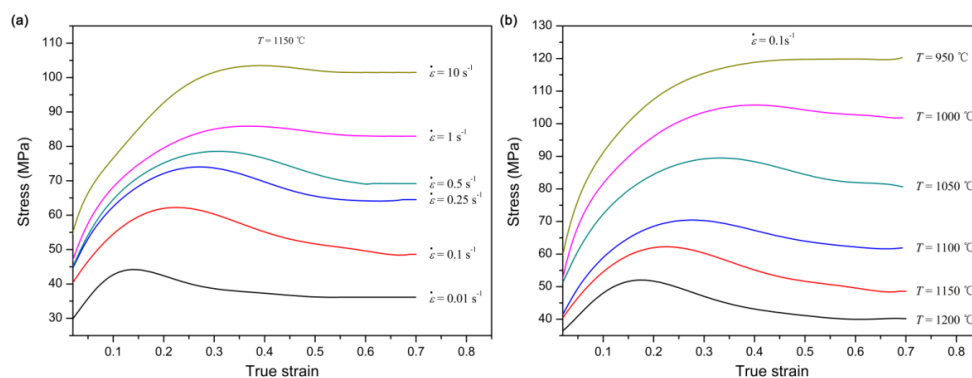 (a)
T = 1150 ℃
Stress (MPa)
110
100
90
80
70
60
50
40
30
ε̇ = 10 s⁻¹
ε̇ = 1 s⁻¹
ε̇ = 0.5 s⁻¹
ε̇ = 0.25 s⁻¹
ε̇ = 0.1 s⁻¹
ε̇ = 0.01 s⁻¹
0.1 0.2 0.3 0.4 0.5 0.6 0.7 0.8
True strain
(b)
ε̇ = 0.1s⁻¹
Stress (MPa)
130
120
110
100
90
80
70
60
50
40
T = 950 ℃
T = 1000 ℃
T = 1050 ℃
T = 1100 ℃
T = 1150 ℃
T = 1200 ℃
0.1 0.2 0.3 0.4 0.5 0.6 0.7 0.8
True strain